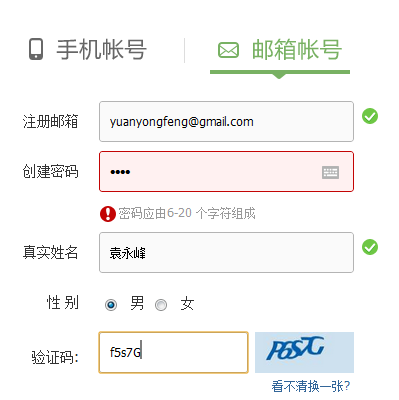 手机帐号 邮箱帐号
注册邮箱 yuanyongfeng@gmail.com
创建密码 ••••
密码应由6-20 个字符组成
真实姓名 袁永峰
性 别 男 女
验证码: f5s7G
看不清换一张?